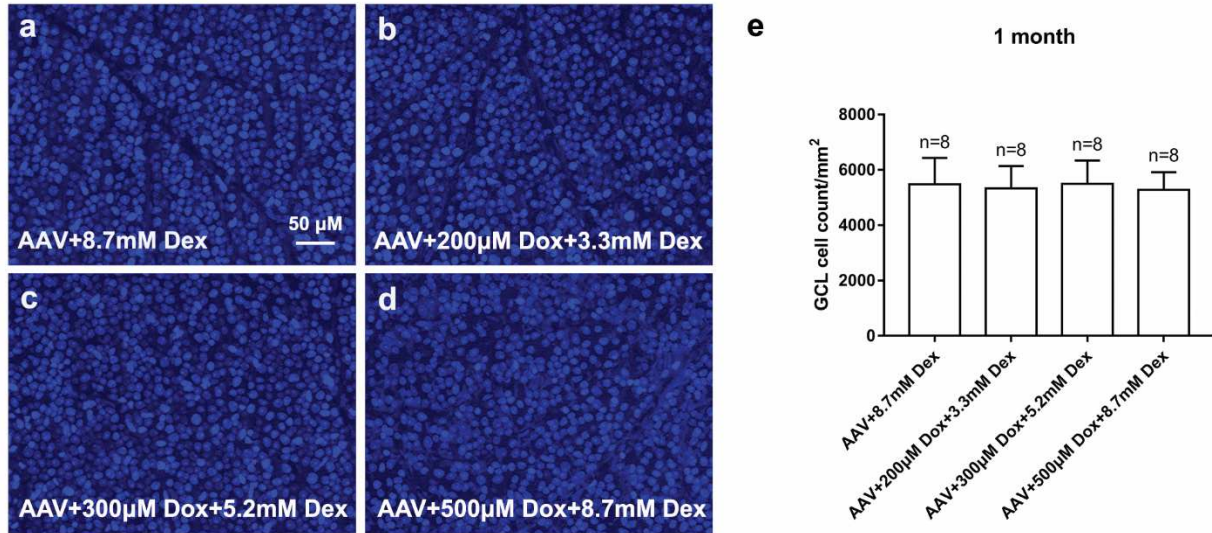 a
AAV+8.7mM Dex
50 µM
b
AAV+200µM Dox+3.3mM Dex
c
AAV+300µM Dox+5.2mM Dex
d
AAV+500µM Dox+8.7mM Dex
e
1 month
GCL cell count/mm²
8000
6000
4000
2000
0
n=8
n=8
n=8
n=8
AAV+8.7mM Dex
AAV+200µM Dox+3.3mM Dex
AAV+300µM Dox+5.2mM Dex
AAV+500µM Dox+8.7mM Dex